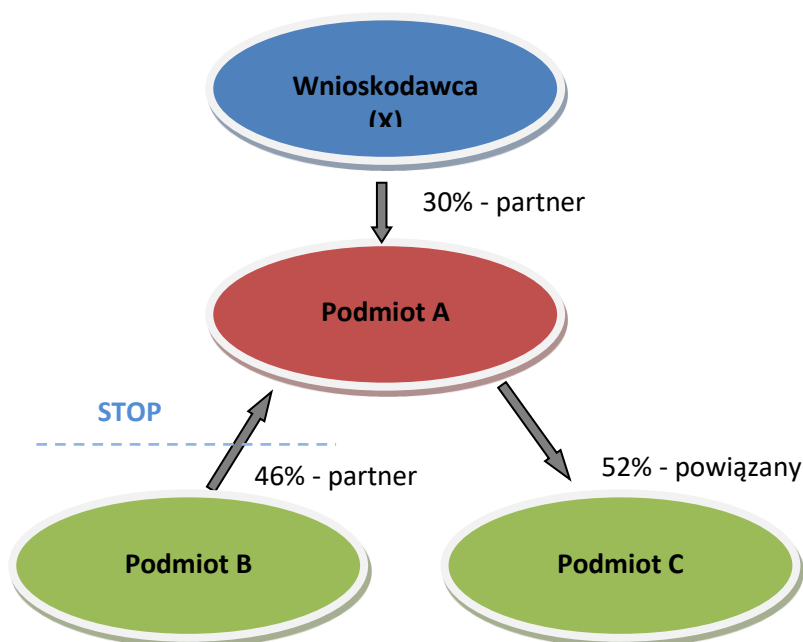 Wnioskodawca
(X)
30% - partner
Podmiot A
STOP
46% - partner
52% - powiązany
Podmiot B
Podmiot C